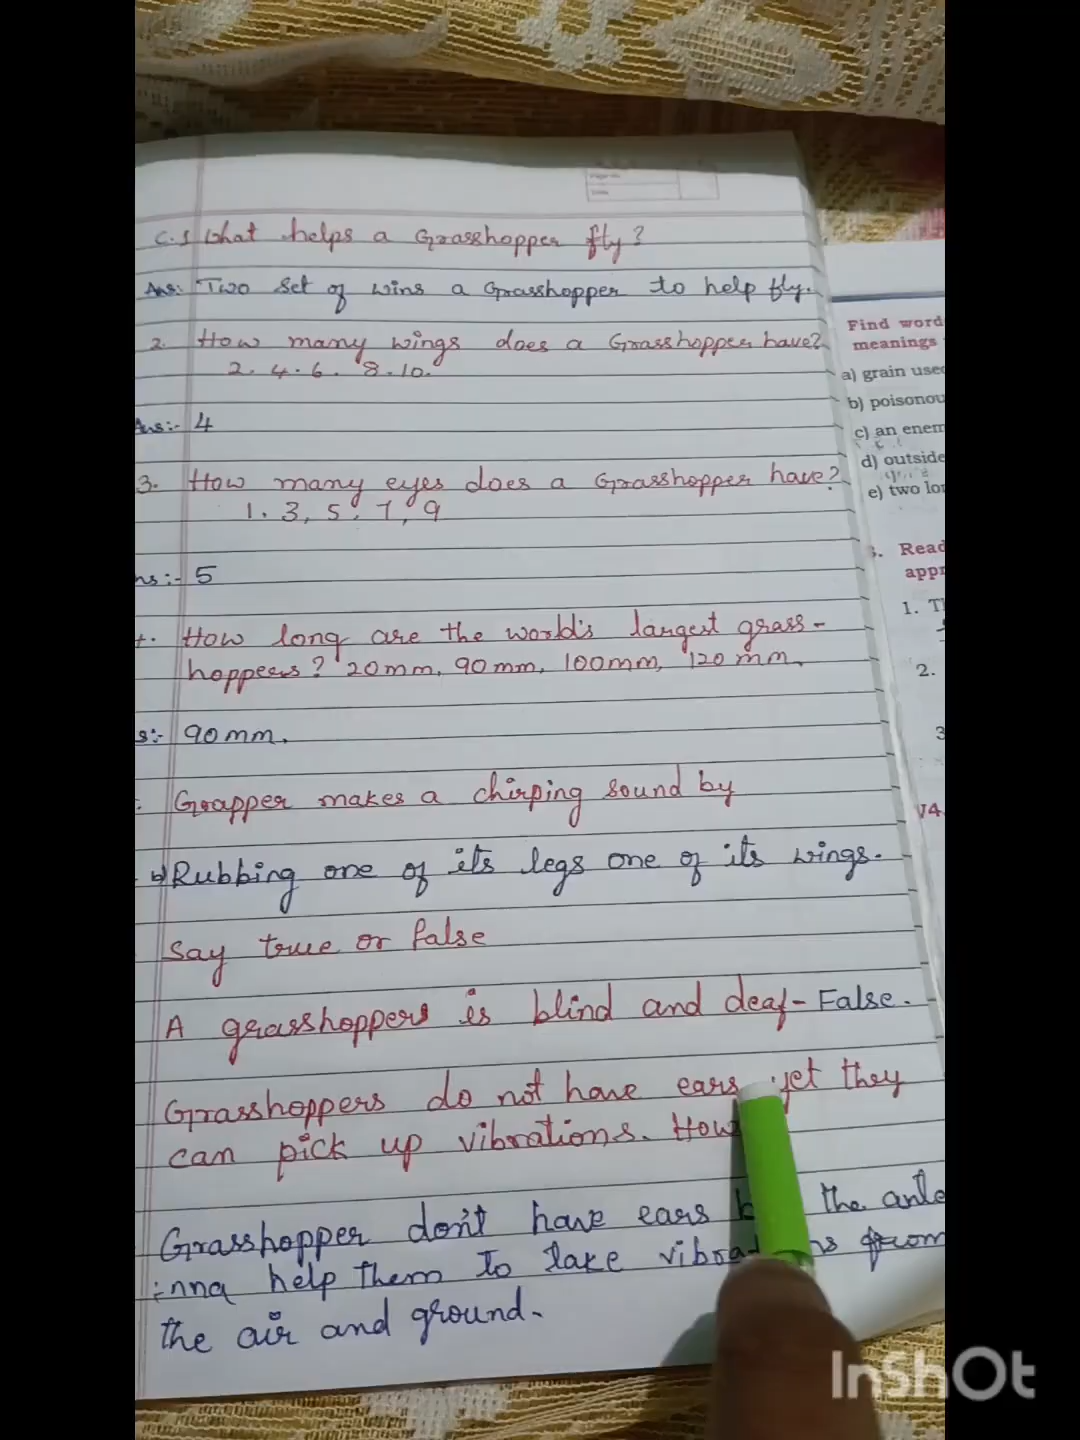 C.1 What helps a Grasshopper fly?
Ans: Two set of wins a Grasshopper to help fly.
2. How many wings does a Grasshopper have?
2. 4. 6. 8. 10.
Ans:- 4
3. How many eyes does a Grasshopper have?
1. 3, 5, 7, 9
ns:- 5
How long are the world's largest grass-
hoppers? 20mm, 90mm, 100mm, 120mm.
s:- 90mm.
Grapper makes a chirping sound by
b) Rubbing one of its legs one of its wings.
Say true or false
A grasshoppers is blind and deaf - False.
Grasshoppers do not have ears yet they
can pick up vibrations. How
Grasshopper don't have ears the ante
nna help them to take from
the air and ground.
Find word
meanings
a) grain used
b) poisonou
c) an enem
d) outside
e) two lon
3. Read
appr
1. T
2.
3
V4.
InShOt